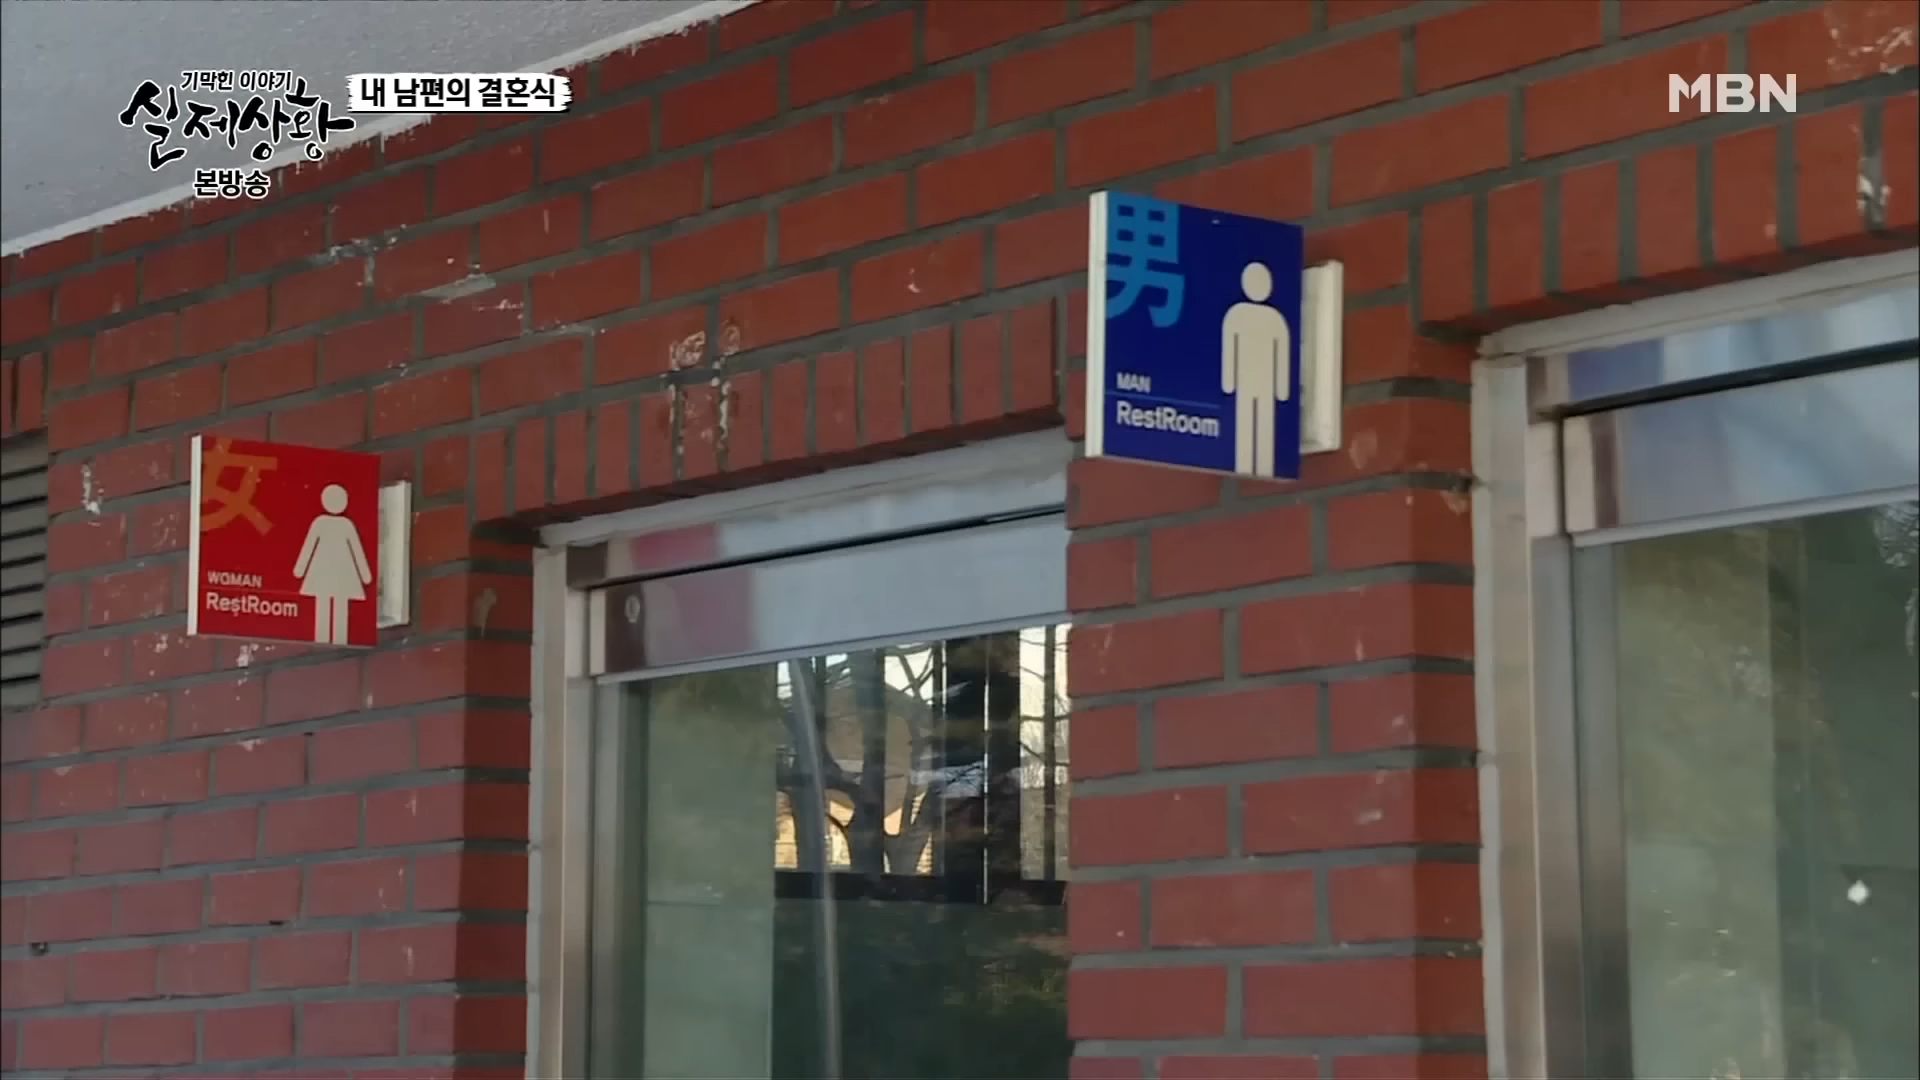 기막힌 이야기
실제상황
본방송
내 남편의 결혼식
MBN
男
MAN
RestRoom
女
WOMAN
RestRoom